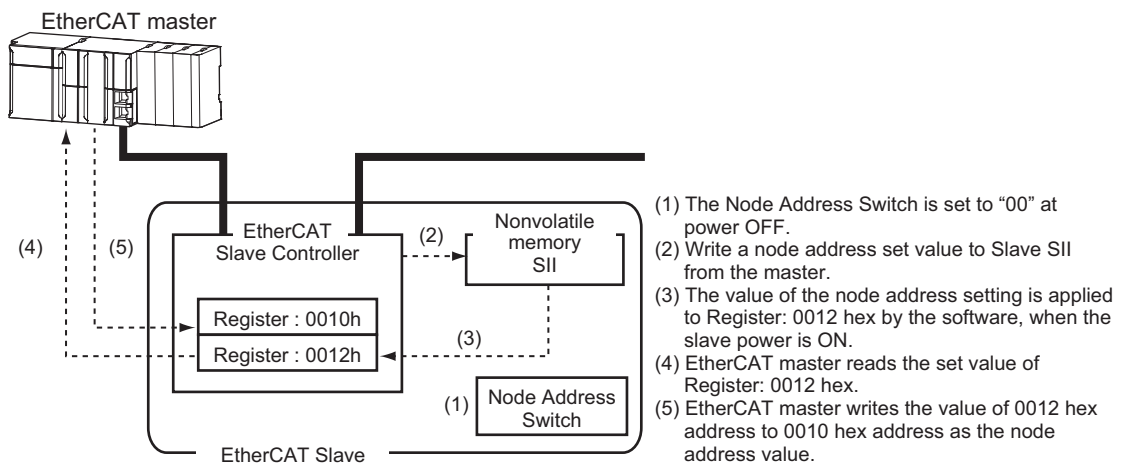 EtherCAT master
(4)
(5)
EtherCAT
Slave Controller
(2)
Nonvolatile
memory
SII
Register : 0010h
Register : 0012h
(3)
(1)
Node Address
Switch
EtherCAT Slave
(1) The Node Address Switch is set to “00” at
power OFF.
(2) Write a node address set value to Slave SII
from the master.
(3) The value of the node address setting is applied
to Register: 0012 hex by the software, when the
slave power is ON.
(4) EtherCAT master reads the set value of
Register: 0012 hex.
(5) EtherCAT master writes the value of 0012 hex
address to 0010 hex address as the node
address value.